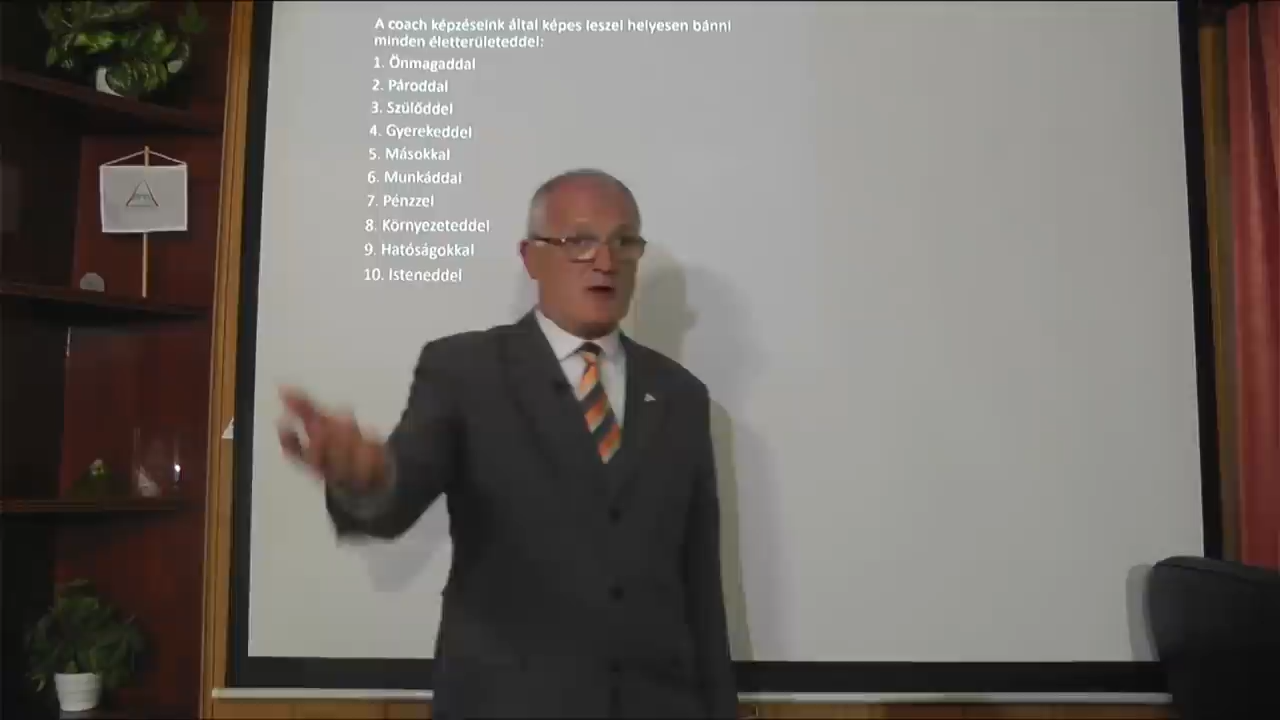 A coach képzéseink által képes leszel helyesen bánni
minden életterületeddel:
1. Önmagaddal
2. Pároddal
3. Szülőddel
4. Gyerekeddel
5. Másokkal
6. Munkáddal
7. Pénzzel
8. Környezeteddel
9. Hatóságokkal
10. Isteneddel